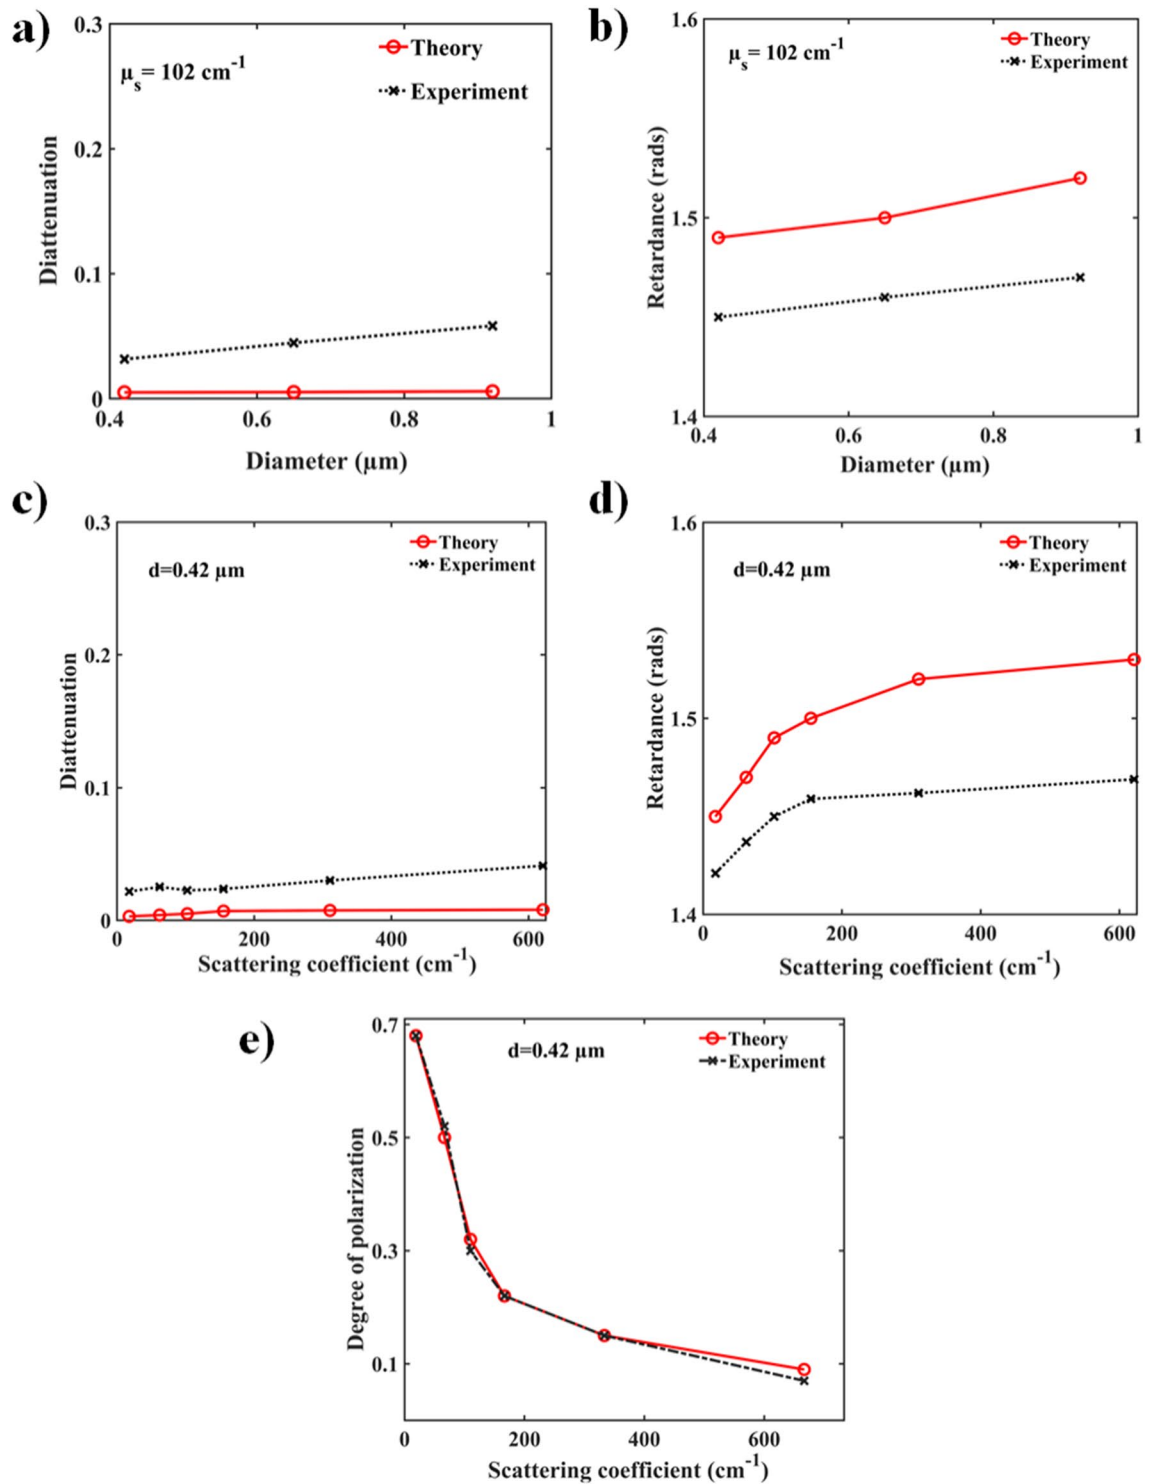 a)
0.3
0.2
0.1
0
0.4
0.6
0.8
1
Diattenuation
Diameter (µm)
µs= 102 cm-1
Theory
Experiment
b)
1.6
1.5
1.4
0.4
0.6
0.8
1
Retardance (rads)
Diameter (µm)
µs= 102 cm-1
Theory
Experiment
c)
0.3
0.2
0.1
0
0
200
400
600
Diattenuation
Scattering coefficient (cm-1)
d=0.42 µm
Theory
Experiment
d)
1.6
1.5
1.4
0
200
400
600
Retardance (rads)
Scattering coefficient (cm-1)
d=0.42 µm
Theory
Experiment
e)
0.7
0.5
0.3
0.1
0
200
400
600
Degree of polarization
Scattering coefficient (cm-1)
d=0.42 µm
Theory
Experiment